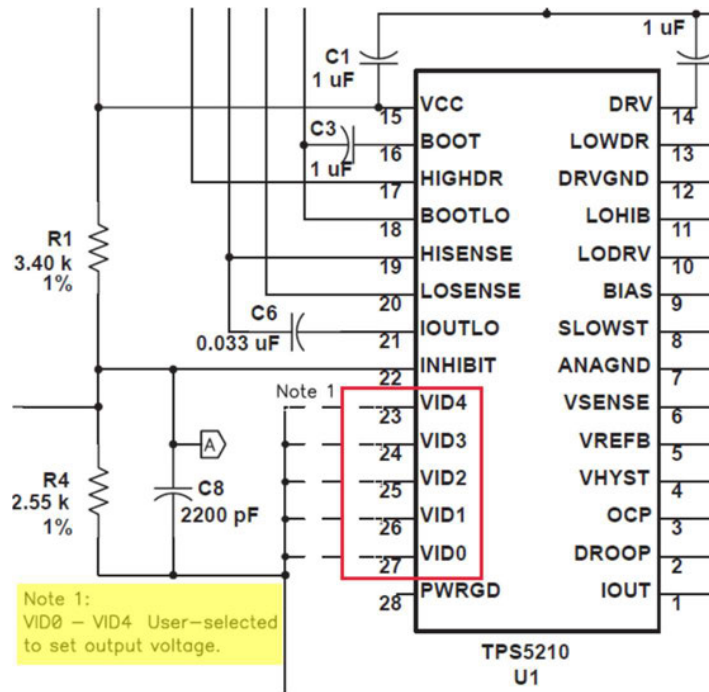 1 uF
C1
1 uF
15
VCC
DRV
14
C3
1 uF
16
BOOT
LOWDR
13
17
HIGHDR
DRVGND
12
18
BOOTLO
LOHIB
11
R1
3.40 k
1%
19
HISENSE
LODRV
10
20
LOSENSE
BIAS
9
C6
0.033 uF
21
IOUTLO
SLOWST
8
22
INHIBIT
ANAGND
7
Note 1
23
VID4
VSENSE
6
A
24
VID3
VREFB
5
R4
2.55 k
1%
C8
2200 pF
25
VID2
VHYST
4
26
VID1
OCP
3
27
VID0
DROOP
2
28
PWRGD
IOUT
1
Note 1:
VID0 – VID4 User-selected
to set output voltage.
TPS5210
U1